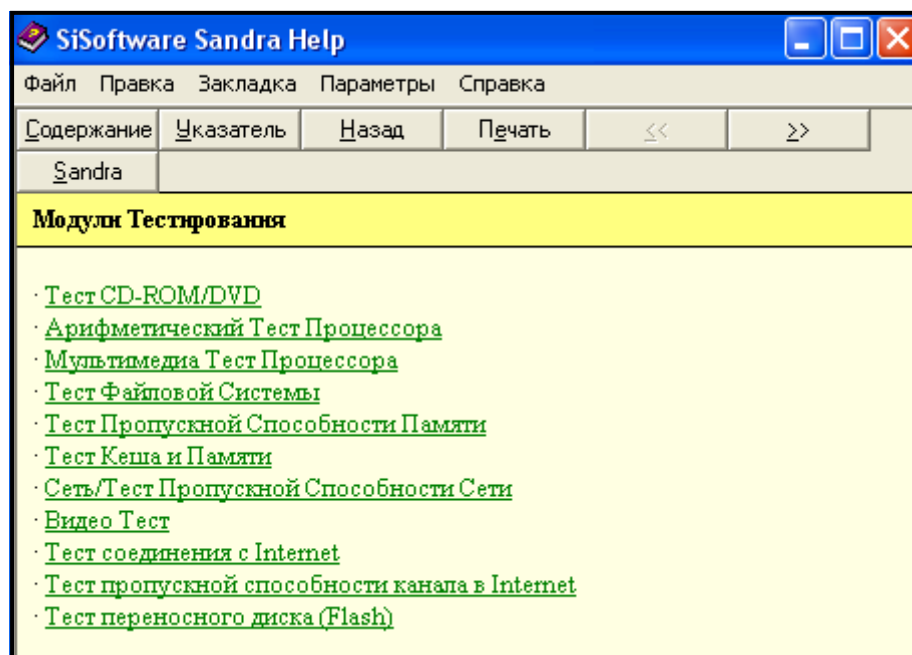 SiSoftware Sandra Help
Файл Правка Закладка Параметры Справка
Содержание Указатель Назад Печать << >>
Sandra
Модули Тестирования
· Тест CD-ROM/DVD
· Арифметический Тест Процессора
· Мультимедиа Тест Процессора
· Тест Файловой Системы
· Тест Пропускной Способности Памяти
· Тест Кеша и Памяти
· Сеть/Тест Пропускной Способности Сети
· Видео Тест
· Тест соединения с Internet
· Тест пропускной способности канала в Internet
· Тест переносного диска (Flash)